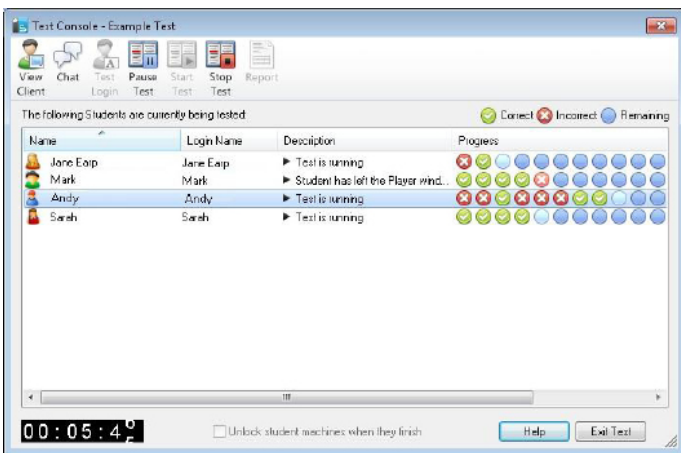 Test Console - Example Test
View Client
Chat
Test Login
Pause Test
Start Test
Stop Test
Report
The following Students are currently being tested
Correct Incorrect Remaining
Name Login Name Description Progress
Jane Earp Jane Earp Test is running
Mark Mark Student has left the Player wind...
Andy Andy Test is running
Sarah Sarah Test is running
00:05:4
Unlock student machines when they finish
Help
Exit Test